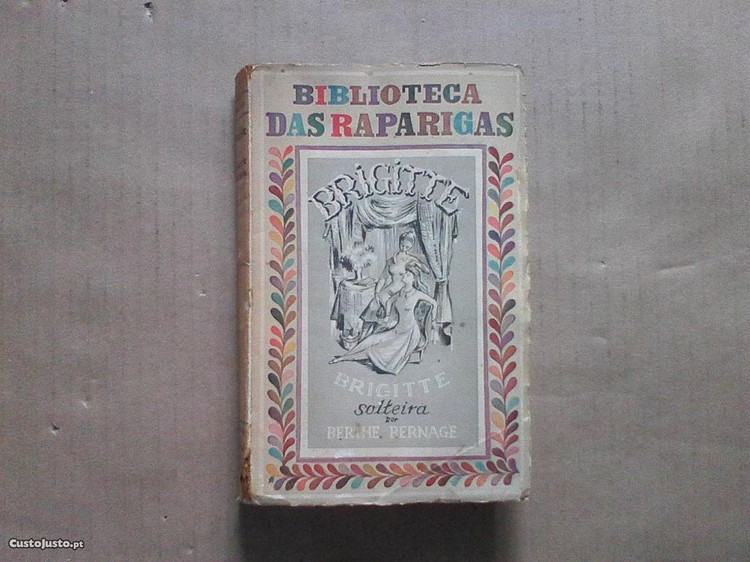 BIBLIOTECA
DAS RAPARIGAS
BRIGITTE
BRIGITTE
solteira
por
BERTHE BERNAGE
CustoJusto.pt